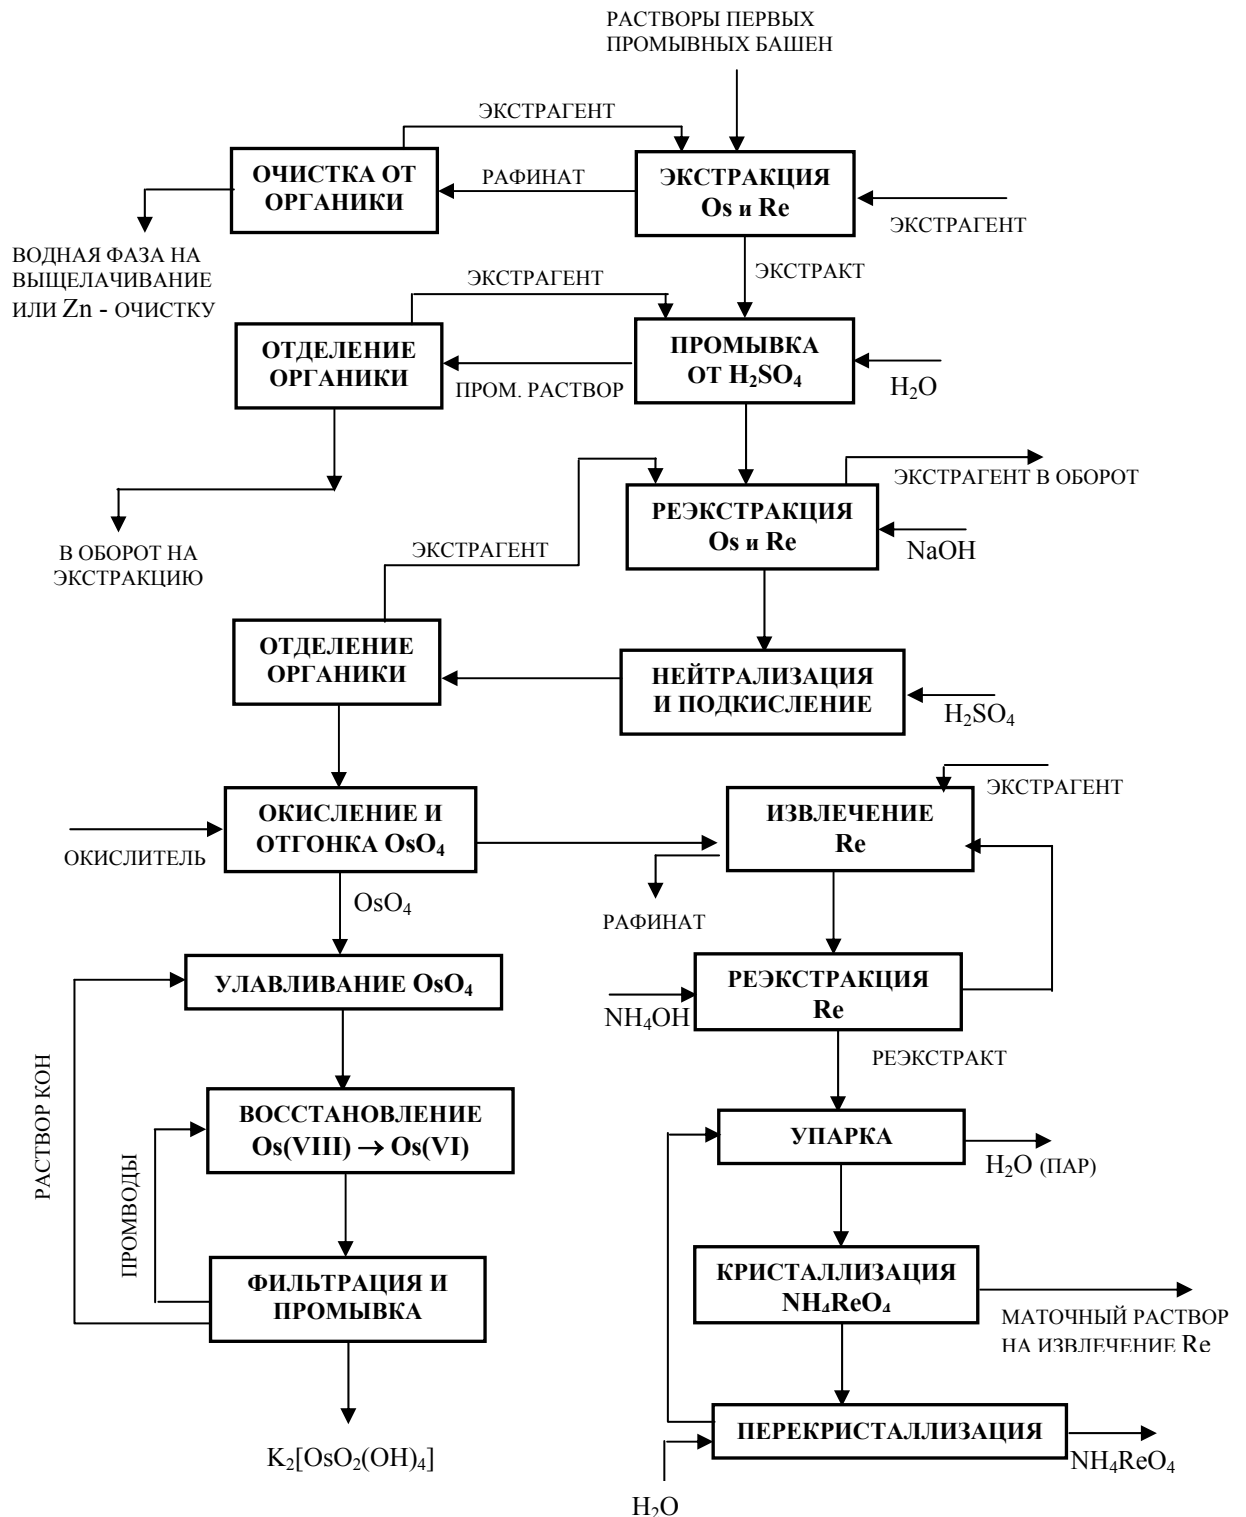 РАСТВОРЫ ПЕРВЫХ
ПРОМЫВНЫХ БАШЕН
ЭКСТРАГЕНТ
ОЧИСТКА ОТ
ОРГАНИКИ
РАФИНАТ
ЭКСТРАКЦИЯ
Os и Re
ЭКСТРАГЕНТ
ВОДНАЯ ФАЗА НА
ВЫЩЕЛАЧИВАНИЕ
ИЛИ Zn - ОЧИСТКУ
ЭКСТРАГЕНТ
ЭКСТРАКТ
ОТДЕЛЕНИЕ
ОРГАНИКИ
ПРОМ. РАСТВОР
ПРОМЫВКА
ОТ H₂SO₄
H₂O
ЭКСТРАГЕНТ В ОБОРОТ
РЕЭКСТРАКЦИЯ
Os и Re
NaOH
В ОБОРОТ НА
ЭКСТРАКЦИЮ
ЭКСТРАГЕНТ
ОТДЕЛЕНИЕ
ОРГАНИКИ
НЕЙТРАЛИЗАЦИЯ
И ПОДКИСЛЕНИЕ
H₂SO₄
ОКИСЛИТЕЛЬ
ОКИСЛЕНИЕ И
ОТГОНКА OsO₄
ИЗВЛЕЧЕНИЕ
Re
ЭКСТРАГЕНТ
OsO₄
РАФИНАТ
УЛАВЛИВАНИЕ OsO₄
РЕЭКСТРАКЦИЯ
Re
NH₄OH
РЕЭКСТРАКТ
РАСТВОР КОН
ПРОМВОДЫ
ВОССТАНОВЛЕНИЕ
Os(VIII) → Os(VI)
УПАРКА
H₂O (ПАР)
ФИЛЬТРАЦИЯ И
ПРОМЫВКА
КРИСТАЛЛИЗАЦИЯ
NH₄ReO₄
МАТОЧНЫЙ РАСТВОР
НА ИЗВЛЕЧЕНИЕ Re
K₂[OsO₂(OH)₄]
ПЕРЕКРИСТАЛЛИЗАЦИЯ
NH₄ReO₄
H₂O